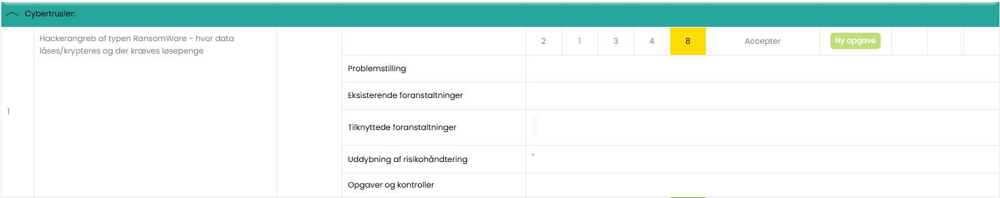 Cybertrusler:
Hackerangreb af typen RansomWare - hvor data
låses/krypteres og der kræves løsepenge
2 1 3 4 8 Accepter Ny opgave
Problemstilling
Eksisterende foranstaltninger
1
Tilknyttede foranstaltninger
Uddybning af risikohåndtering "
Opgaver og kontroller